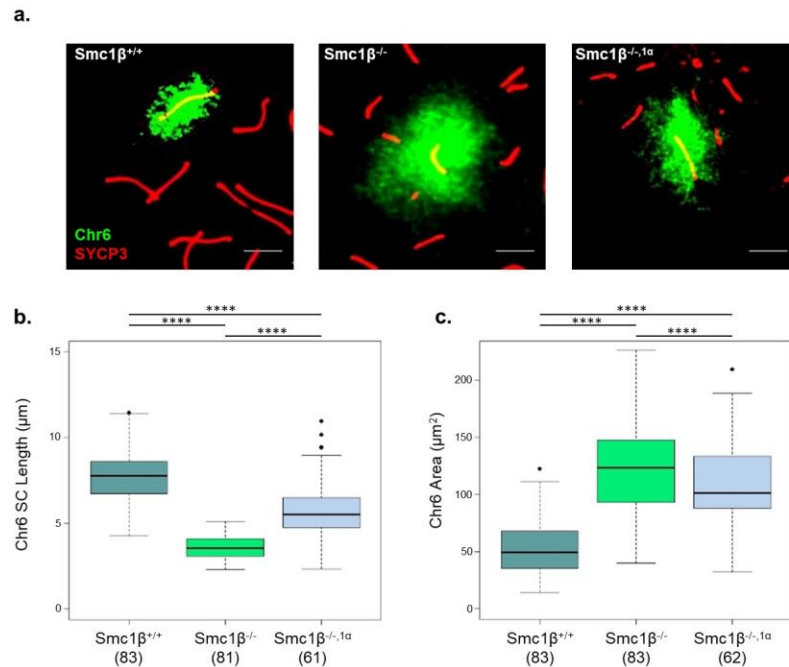 a.
Smc1β+/+
Smc1β-/-
Smc1β-/-,1α
Chr6
SYCP3
b.
****
****
****
Chr6 SC Length (μm)
15
10
5
0
Smc1β+/+
(83)
Smc1β-/-
(81)
Smc1β-/-,1α
(61)
c.
****
****
****
Chr6 Area (μm²)
200
150
100
50
0
Smc1β+/+
(83)
Smc1β-/-
(83)
Smc1β-/-,1α
(62)